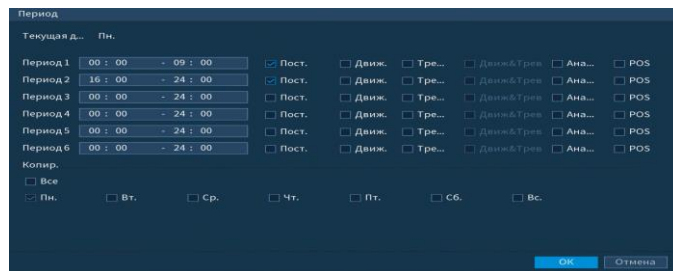 Период
Текущая д... Пн.
Период 1 00 : 00 - 09 : 00 Пост. Движ. Тре... Движ&Трев Ана... POS
Период 2 16 : 00 - 24 : 00 Пост. Движ. Тре... Движ&Трев Ана... POS
Период 3 00 : 00 - 24 : 00 Пост. Движ. Тре... Движ&Трев Ана... POS
Период 4 00 : 00 - 24 : 00 Пост. Движ. Тре... Движ&Трев Ана... POS
Период 5 00 : 00 - 24 : 00 Пост. Движ. Тре... Движ&Трев Ана... POS
Период 6 00 : 00 - 24 : 00 Пост. Движ. Тре... Движ&Трев Ана... POS
Копир.
Все
Пн. Вт. Ср. Чт. Пт. Сб. Вс.
OK Отмена